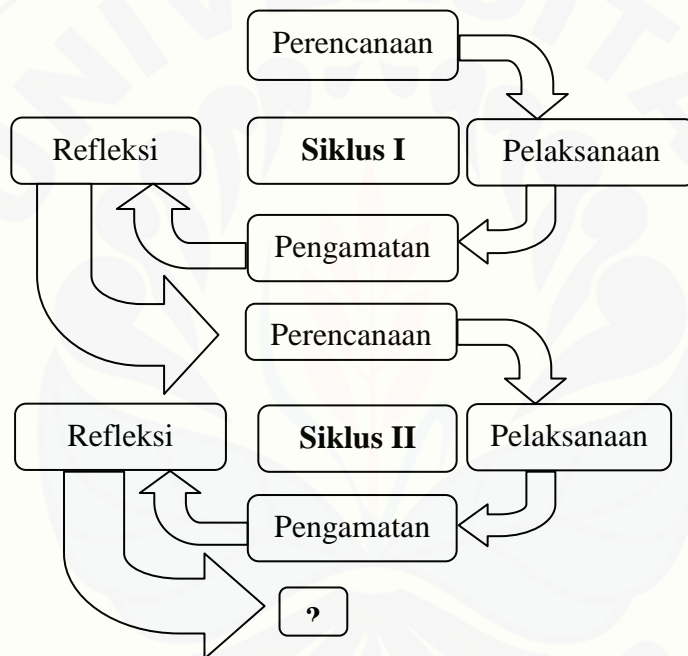 Perencanaan
Refleksi
Siklus I
Pelaksanaan
Pengamatan
Perencanaan
Refleksi
Siklus II
Pelaksanaan
Pengamatan
?